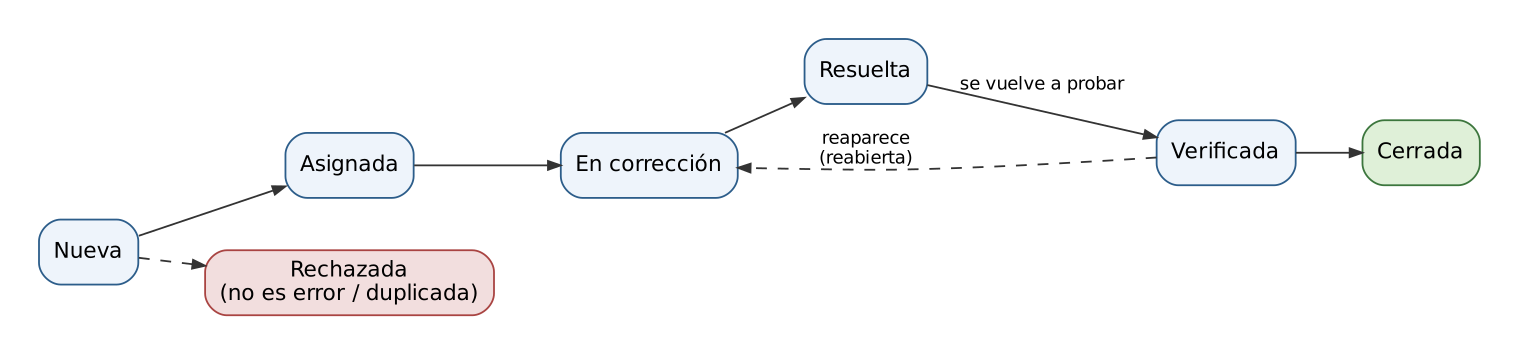 Nueva
Rechazada
(no es error / duplicada)
Asignada
En corrección
Resuelta
se vuelve a probar
reaparece
(reabierta)
Verificada
Cerrada